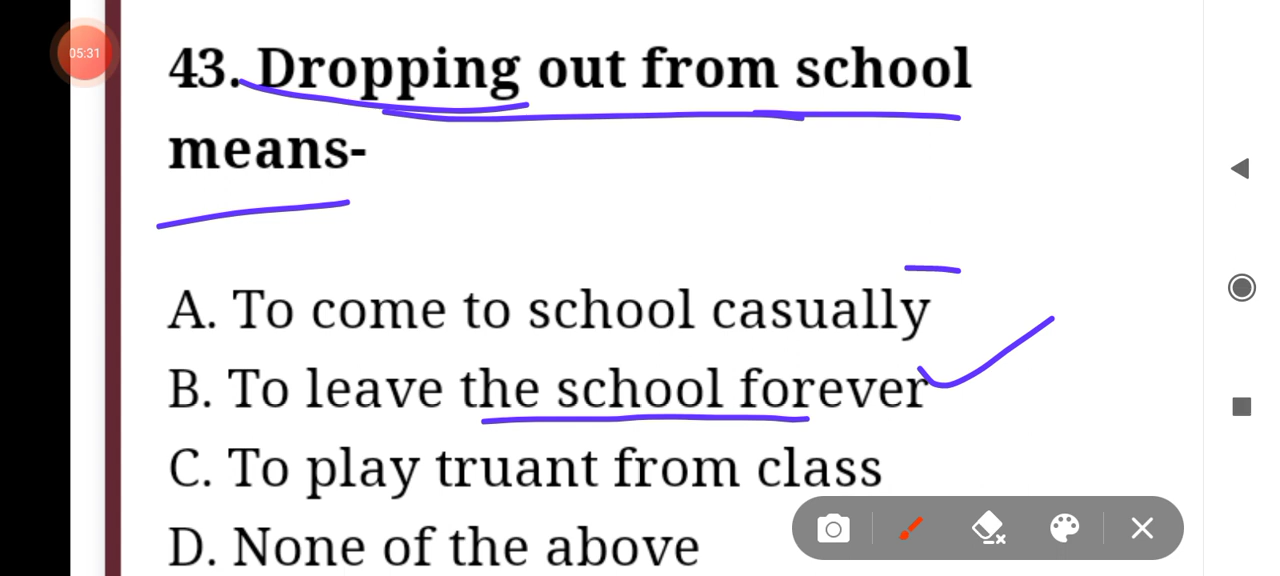 05:31
43. Dropping out from school
means-
A. To come to school casually
B. To leave the school forever
C. To play truant from class
D. None of the above